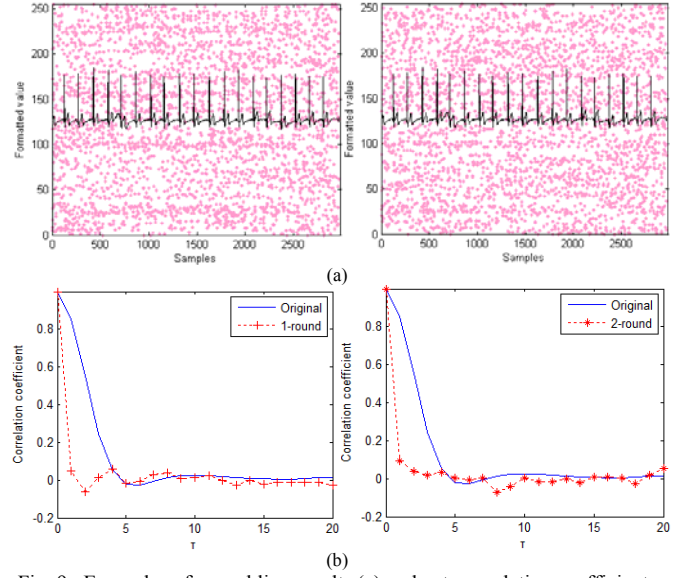 250
200
150
100
50
0
Formatted value
0 500 1000 1500 2000 2500
Samples
250
200
150
100
50
0
Formatted value
0 500 1000 1500 2000 2500
Samples
(a)
0.8
0.6
0.4
0.2
0
-0.2
Correlation coefficient
Original
1-round
0 5 10 15 20
τ
0.8
0.6
0.4
0.2
0
-0.2
Correlation coefficient
Original
2-round
0 5 10 15 20
τ
(b)